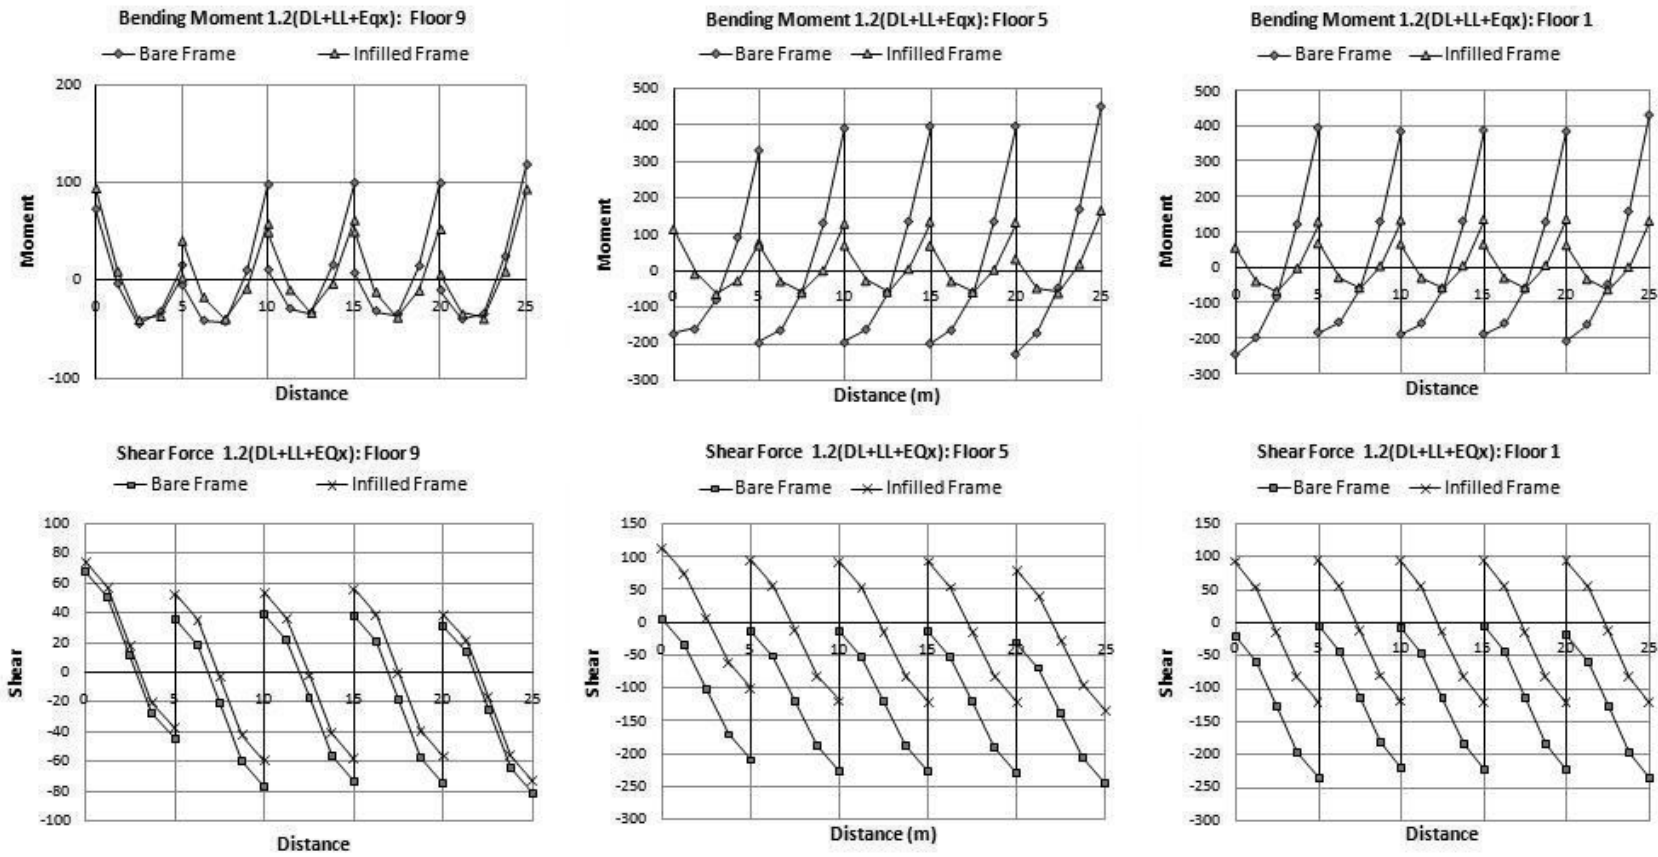 Bending Moment 1.2(DL+LL+Eqx): Floor 9
Bare Frame Infilled Frame
200
100
0
-100
0 5 10 15 20 25
Moment
Distance
Bending Moment 1.2(DL+LL+Eqx): Floor 5
Bare Frame Infilled Frame
500
400
300
200
100
0
-100
-200
-300
0 5 10 15 20 25
Moment
Distance (m)
Bending Moment 1.2(DL+LL+Eqx): Floor 1
Bare Frame Infilled Frame
500
400
300
200
100
0
-100
-200
-300
0 5 10 15 20 25
Moment
Distance
Shear Force 1.2(DL+LL+EQx): Floor 9
Bare Frame Infilled Frame
100
80
60
40
20
0
-20
-40
-60
-80
-100
0 5 10 15 20 25
Shear
Distance
Shear Force 1.2(DL+LL+EQx): Floor 5
Bare Frame Infilled Frame
150
100
50
0
-50
-100
-150
-200
-250
-300
0 5 10 15 20 25
Shear
Distance (m)
Shear Force 1.2(DL+LL+EQx): Floor 1
Bare Frame Infilled Frame
150
100
50
0
-50
-100
-150
-200
-250
-300
0 5 10 15 20 25
Shear
Distance